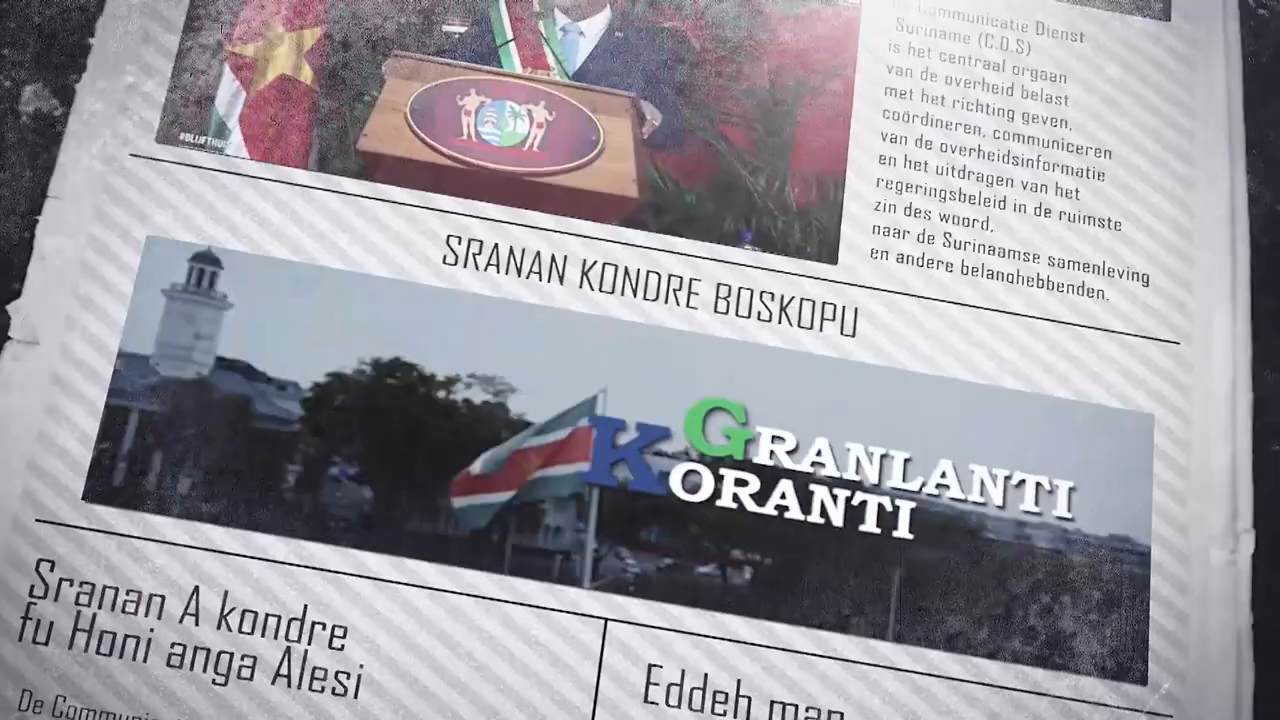 Communicatie Dienst
Suriname (C.D.S)
is het centraal orgaan
van de overheid belast
met het richting geven,
coördineren, communiceren
van de overheidsinformatie
en het uitdragen van het
regeringsbeleid in de ruimste
zin des woord,
naar de Surinaamse samenleving
en andere belanghebbenden.
SRANAN KONDRE BOSKOPU
GRANLANTI
KORANTI
Sranan A kondre
fu Honi anga Alesi
De
Eddeh man